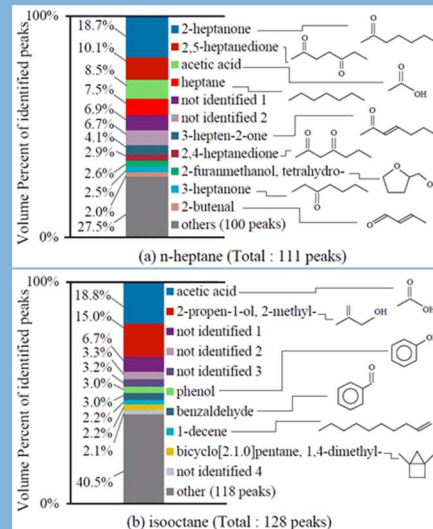 Volume Percent of identified peaks
100%
18.7%
10.1%
8.5%
7.5%
6.9%
6.7%
4.1%
2.9%
2.6%
2.5%
2.0%
27.5%
0%
2-heptanone
2,5-heptanedione
acetic acid
heptane
not identified 1
not identified 2
3-hepten-2-one
2,4-heptanedione
2-furanmethanol, tetrahydro-
3-heptanone
2-butenal
others (100 peaks)
O
O
O
O
OH
O
O
O
O
O
O
(a) n-heptane (Total : 111 peaks)
Volume Percent of identified peaks
100%
18.8%
15.0%
6.7%
3.3%
3.2%
3.0%
3.0%
2.2%
2.2%
2.1%
40.5%
0%
acetic acid
2-propen-1-ol, 2-methyl-
not identified 1
not identified 2
not identified 3
phenol
benzaldehyde
1-decene
bicyclo[2.1.0]pentane, 1,4-dimethyl-
not identified 4
other (118 peaks)
O
OH
OH
O
(b) isooctane (Total : 128 peaks)